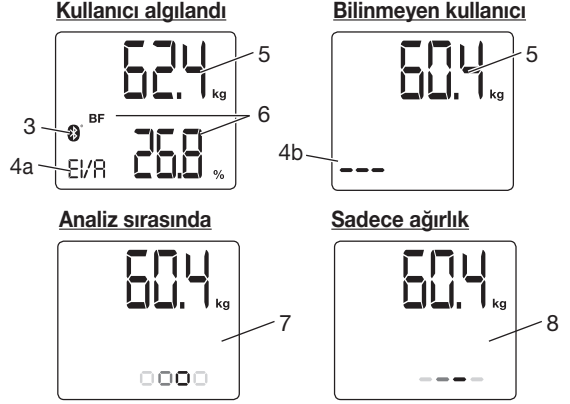 Kullanıcı algılandı
62.4 kg
5
BF
6
3
4a
EVA
26.8 %
Bilinmeyen kullanıcı
60.4 kg
5
4b
---
Analiz sırasında
60.4 kg
7
Sadece ağırlık
60.4 kg
8